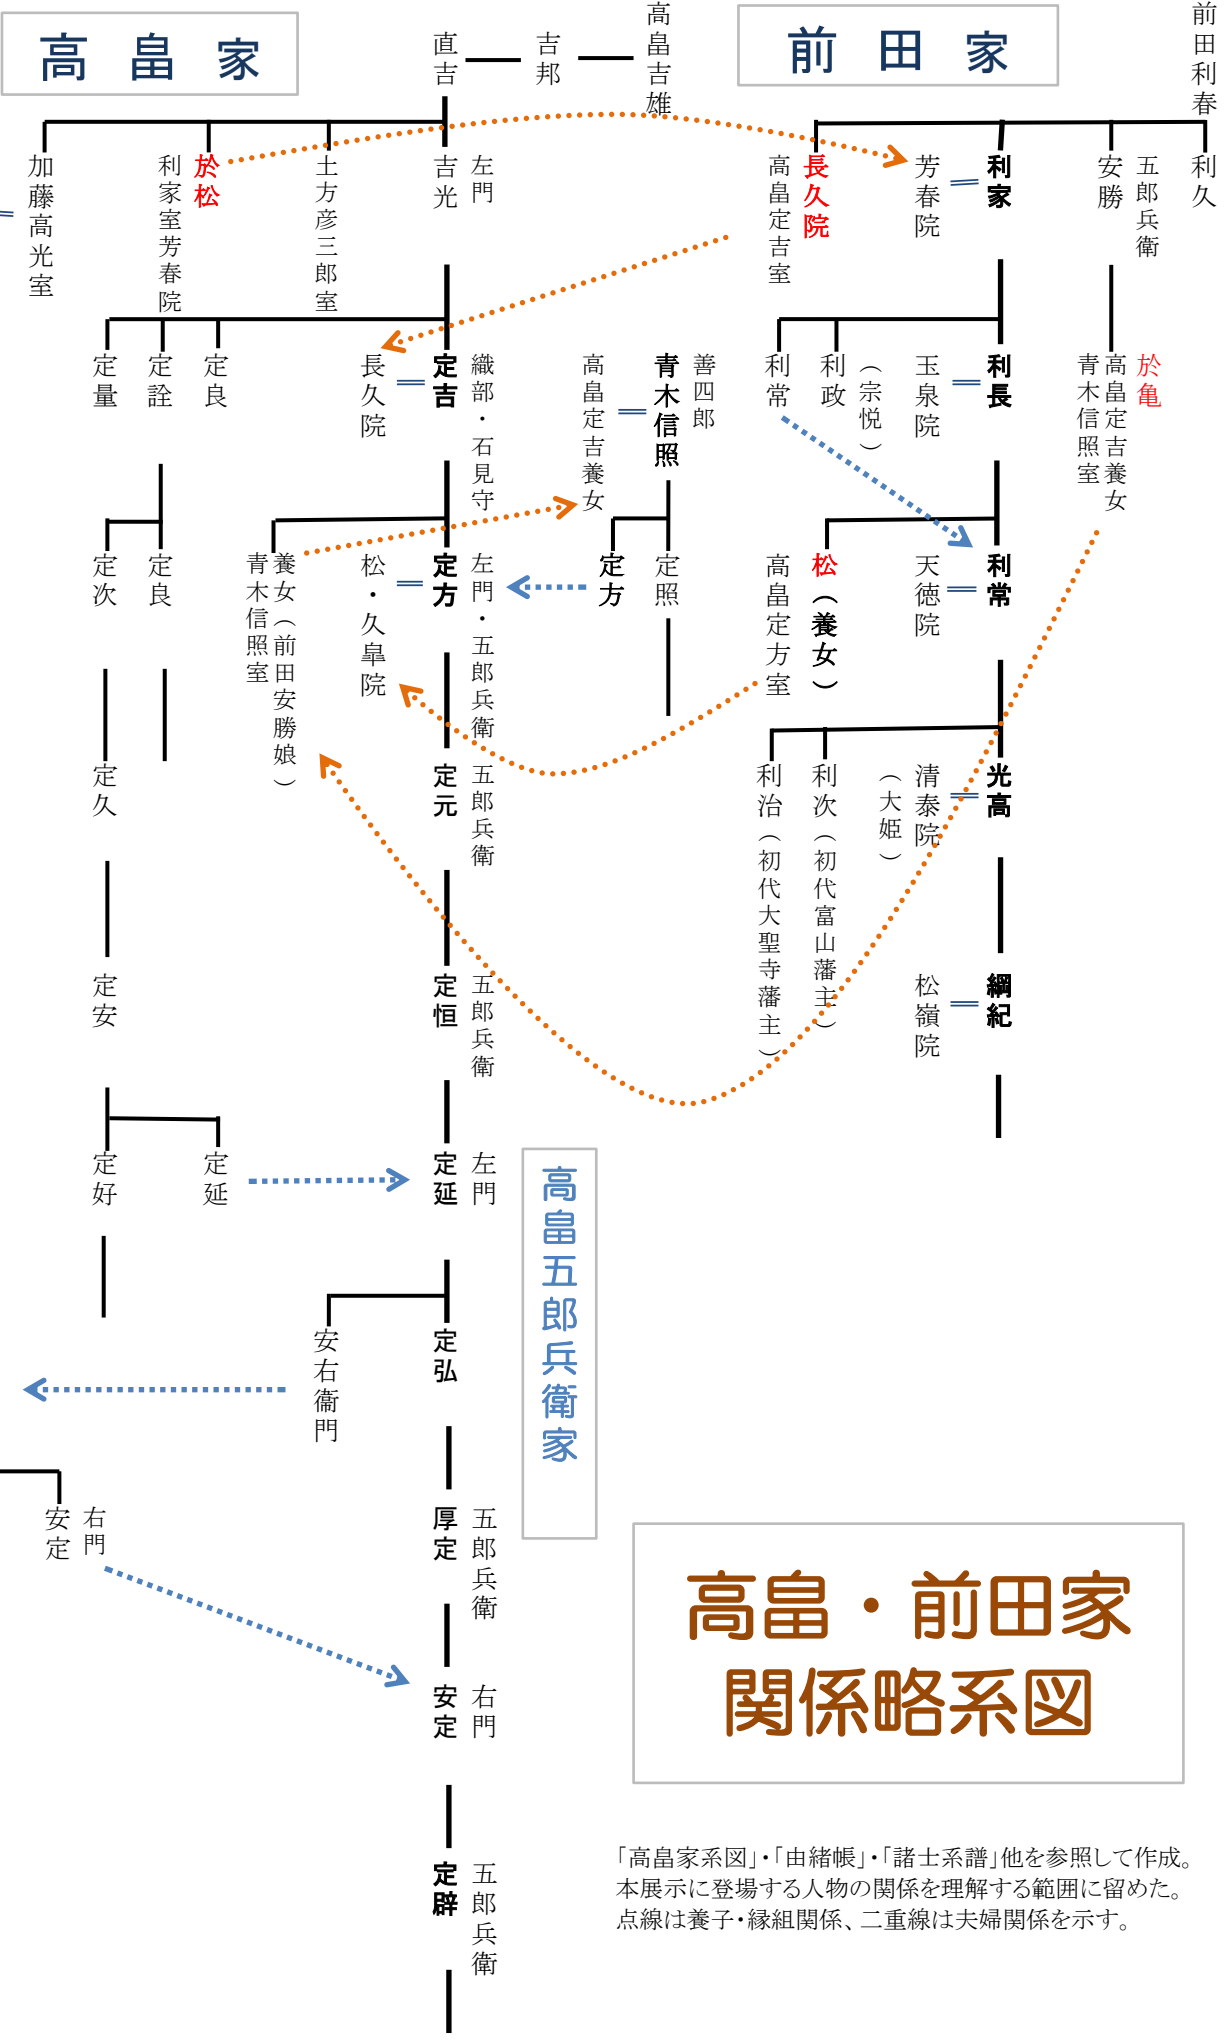 前田家
前田利春
利久
五郎兵衛
安勝
利家
芳春院
長久院
高畠定吉室
於亀
高畠定吉養女
青木信照室
利長
玉泉院
（宗悦）
利政
利常
利常
天徳院
松（養女）
高畠定方室
光高
清泰院
（大姫）
利次（初代富山藩主）
利治（初代大聖寺藩主）
綱紀
松嶺院
高畠家
高畠吉雄
吉邦
直吉
左門
吉光
土方彦三郎室
於松
利家室芳春院
加藤高光室
善四郎
青木信照
高畠定吉養女
定照
定方
織部・石見守
定吉
長久院
定良
定詮
定量
左門・五郎兵衛
定方
松・久皐院
養女（前田安勝娘）
青木信照室
定良
定次
五郎兵衛
定元
定久
五郎兵衛
定恒
定安
左門
定延
定延
定好
高畠五郎兵衛家
定弘
安右衞門
五郎兵衛
厚定
右門
安定
右門
安定
五郎兵衛
定辟
高畠・前田家
関係略系図
「高畠家系図」・「由緒帳」・「諸士系譜」他を参照して作成。
本展示に登場する人物の関係を理解する範囲に留めた。
点線は養子・縁組関係、二重線は夫婦関係を示す。